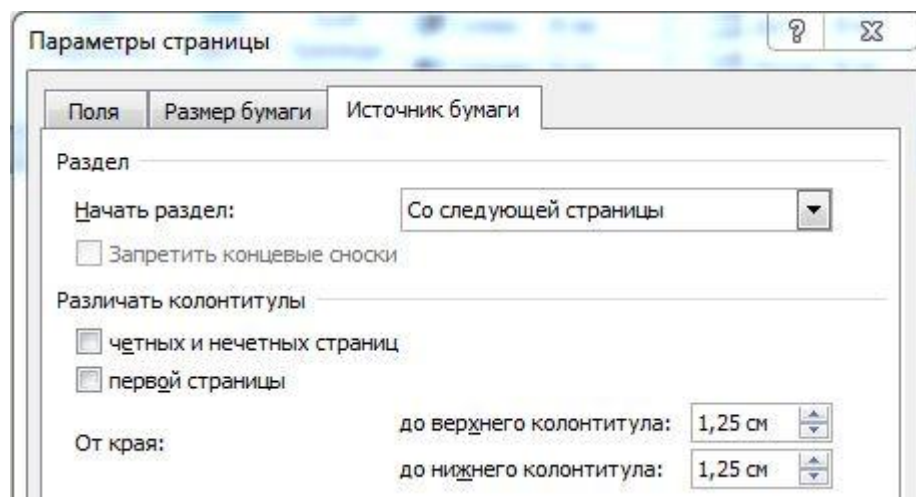 Параметры страницы
Поля Размер бумаги Источник бумаги
Раздел
Начать раздел: Со следующей страницы
Запретить концевые сноски
Различать колонтитулы
четных и нечетных страниц
первой страницы
От края:
до верхнего колонтитула: 1,25 см
до нижнего колонтитула: 1,25 см